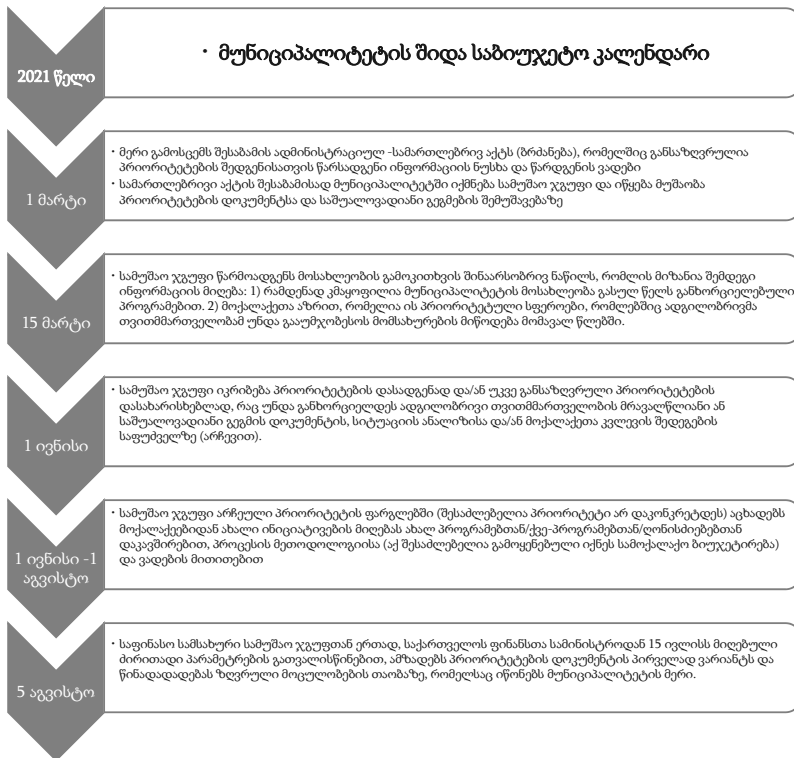 2021 წელი
· მუნიციპალიტეტის შიდა საბიუჯეტო კალენდარი
1 მარტი
· მერი გამოსცემს შესაბამის ადმინისტრაციულ -სამართლებრივ აქტს (ბრძანება), რომელშიც განსაზღვრულია
პრიორიტეტების შედგენისათვის წარსადგენი ინფორმაციის ნუსხა და წარდგენის ვადები
· სამართლებრივი აქტის შესაბამისად მუნიციპალიტეტში იქმნება სამუშაო ჯგუფი და იწყება მუშაობა
პრიორიტეტების დოკუმენტსა და საშუალოვადიანი გეგმების შემუშავებაზე
15 მარტი
· სამუშაო ჯგუფი წარმოადგენს მოსახლეობის გამოკითხვის შინაარსობრივ ნაწილს, რომლის მიზანია შემდეგი
ინფორმაციის მიღება: 1) რამდენად კმაყოფილია მუნიციპალიტეტის მოსახლეობა გასულ წელს განხორციელებული
პროგრამებით. 2) მოქალაქეთა აზრით, რომელია ის პრიორიტეტული სფეროები, რომლებშიც ადგილობრივმა
თვითმმართველობამ უნდა გააუმჯობესოს მომსახურების მიწოდება მომავალ წლებში.
1 ივნისი
· სამუშაო ჯგუფი იკრიბება პრიორიტეტების დასადგენად და/ან უკვე განსაზღვრული პრიორიტეტების
დასახარისხებლად, რაც უნდა განხორციელდეს ადგილობრივი თვითმმართველობის მრავალწლიანი ან
საშუალოვადიანი გეგმის დოკუმენტის, სიტუაციის ანალიზისა და/ან მოქალაქეთა კვლევის შედეგების
საფუძველზე (არჩევით).
1 ივნისი -1
აგვისტო
· სამუშაო ჯგუფი არჩეული პრიორიტეტის ფარგლებში (შესაძლებელია პრიორიტეტი არ დაკონკრეტდეს) აცხადებს
მოქალაქეებიდან ახალი ინიციატივების მიღებას ახალ პროგრამებთან/ქვე-პროგრამებთან/ღონისძიებებთან
დაკავშირებით, პროცესის მეთოდოლოგიისა (აქ შესაძლებელია გამოყენებული იქნეს სამოქალაქო ბიუჯეტირება)
და ვადების მითითებით
5 აგვისტო
· საფინასო სამსახური სამუშაო ჯგუფთან ერთად, საქართველოს ფინანსთა სამინისტროდან 15 ივლისს მიღებული
ძირითადი პარამეტრების გათვალისწინებით, ამზადებს პრიორიტეტების დოკუმენტის პირველად ვარიანტს და
წინადადადებას ზღვრული მოცულობების თაობაზე, რომელსაც იწონებს მუნიციპალიტეტის მერი.